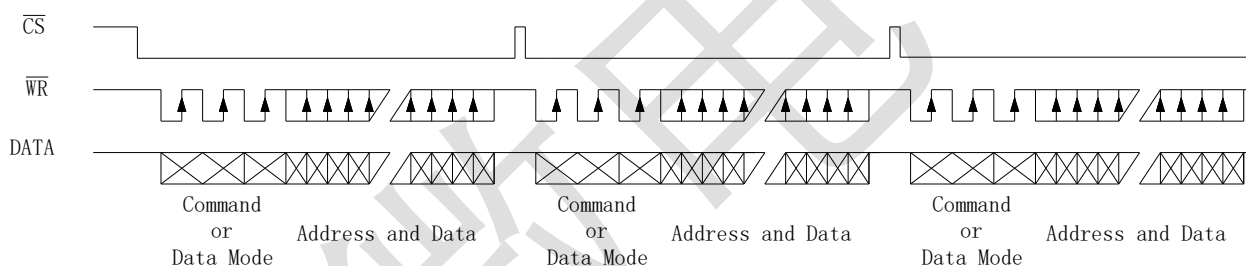 CS
WR
DATA
Command
or
Data Mode
Address and Data
Command
or
Data Mode
Address and Data
Command
or
Data Mode
Address and Data